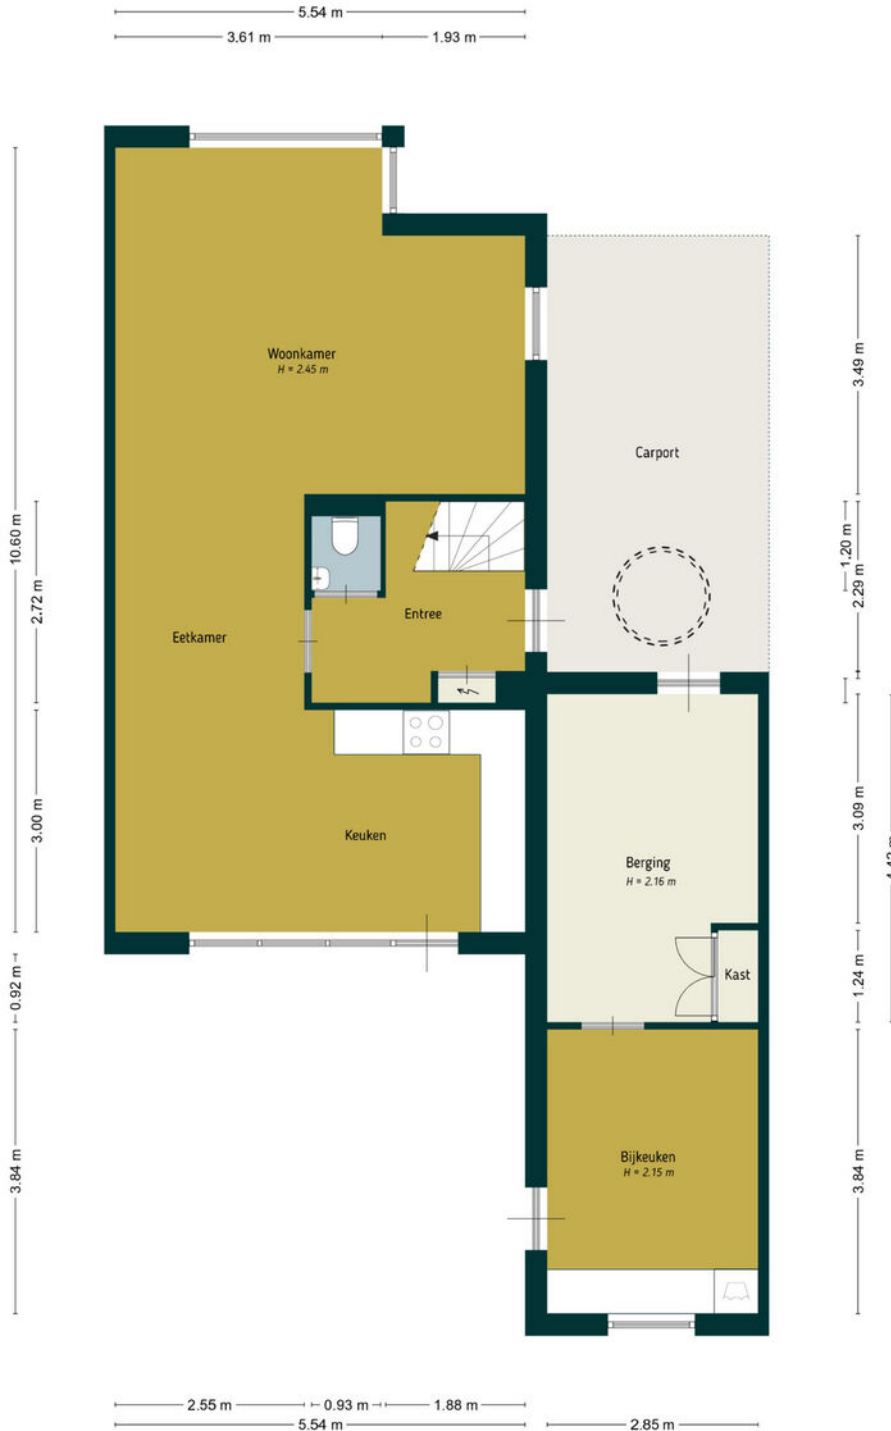 5.54 m
3.61 m
1.93 m
Woonkamer
H = 2.45 m
3.49 m
Carport
10.60 m
1.20 m
2.29 m
2.72 m
Entree
Eetkamer
3.00 m
Keuken
3.09 m
Berging
H = 2.16 m
0.92 m
Kast
1.24 m
Bijkeuken
H = 2.15 m
3.84 m
3.84 m
2.55 m
0.93 m
1.88 m
5.54 m
2.85 m